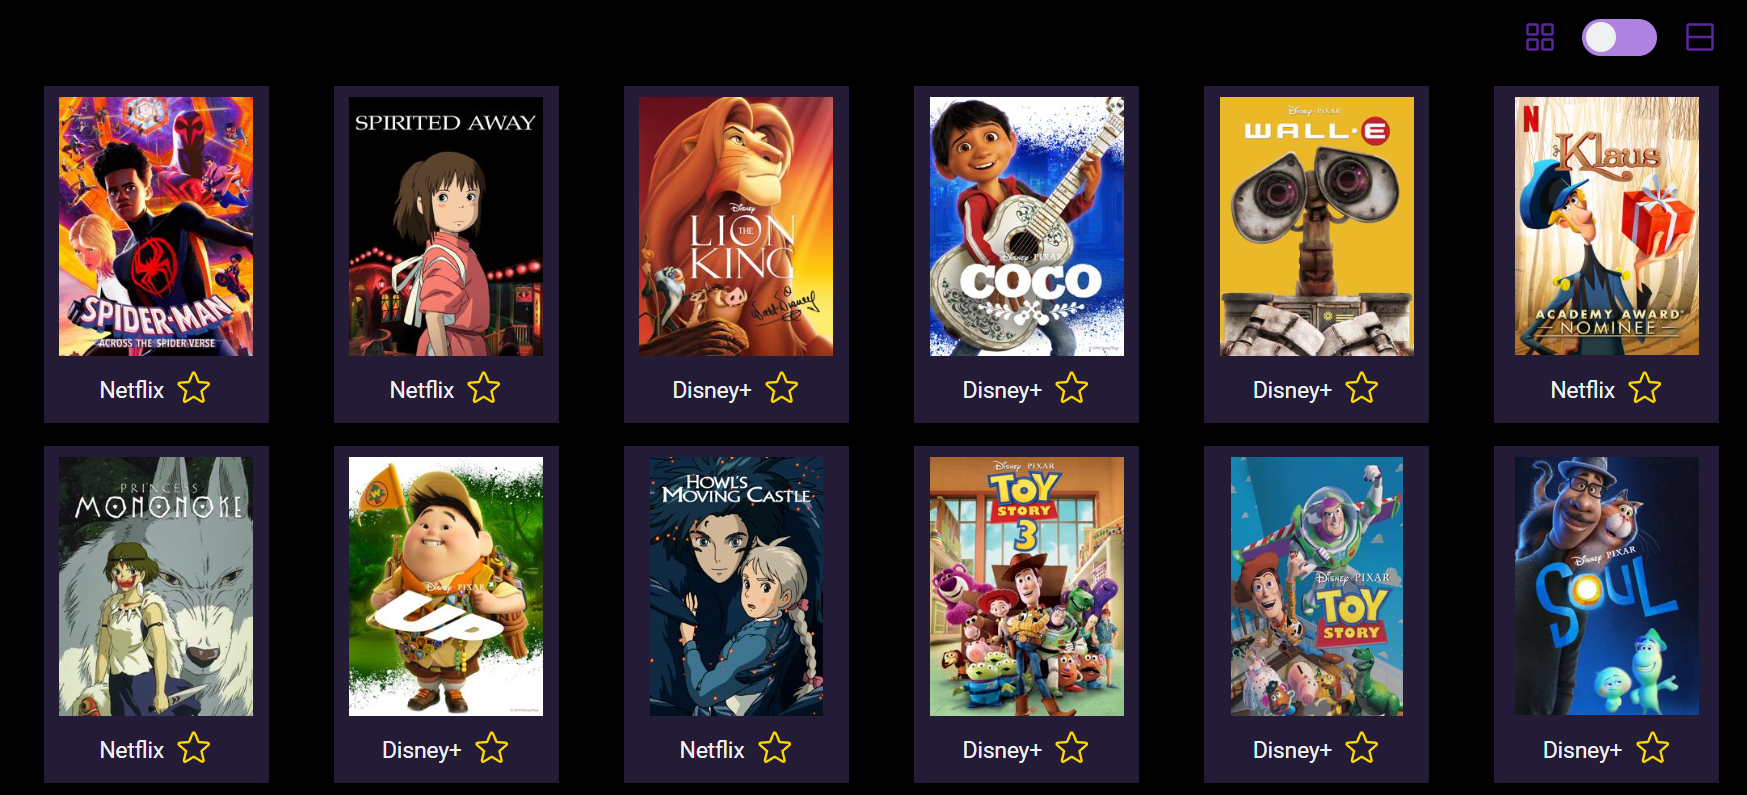 SPIDER-MAN
ACROSS THE SPIDER-VERSE
Netflix
SPIRITED AWAY
Netflix
Disney
THE
LION
KING
Walt Disney
Disney+
Disney · PIXAR
COCO
Disney+
Disney · PIXAR
WALL·E
Disney+
N
Klaus
ACADEMY AWARD®
NOMINEE
Netflix
PRINCESS
MONONOKE
Netflix
Disney · PIXAR
UP
Disney+
HOWL'S
MOVING CASTLE
Netflix
Disney · PIXAR
TOY
STORY
3
Disney+
Disney · PIXAR
TOY
STORY
Disney+
Disney · PIXAR
SOUL
Disney+